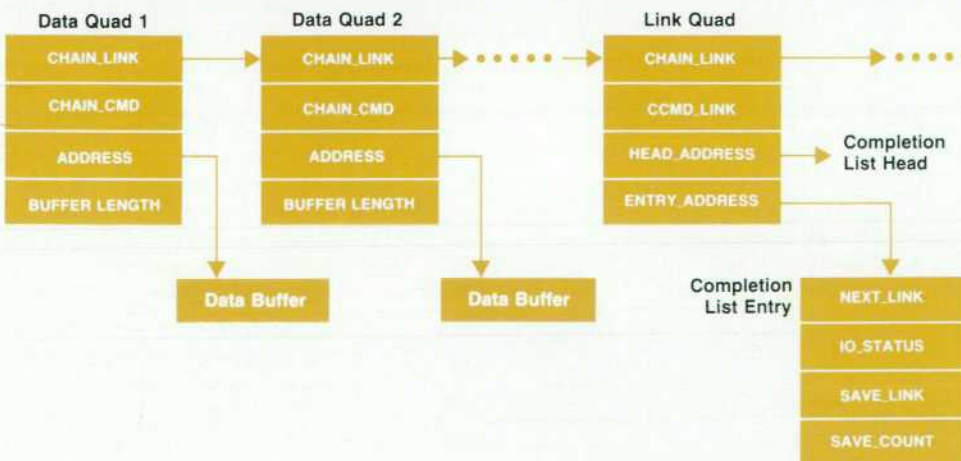 Data Quad 1
CHAIN_LINK
CHAIN_CMD
ADDRESS
BUFFER LENGTH
Data Buffer
Data Quad 2
CHAIN_LINK
CHAIN_CMD
ADDRESS
BUFFER LENGTH
Data Buffer
Link Quad
CHAIN_LINK
CCMD_LINK
HEAD_ADDRESS
ENTRY_ADDRESS
Completion
List Head
Completion
List Entry
NEXT_LINK
IO_STATUS
SAVE_LINK
SAVE_COUNT